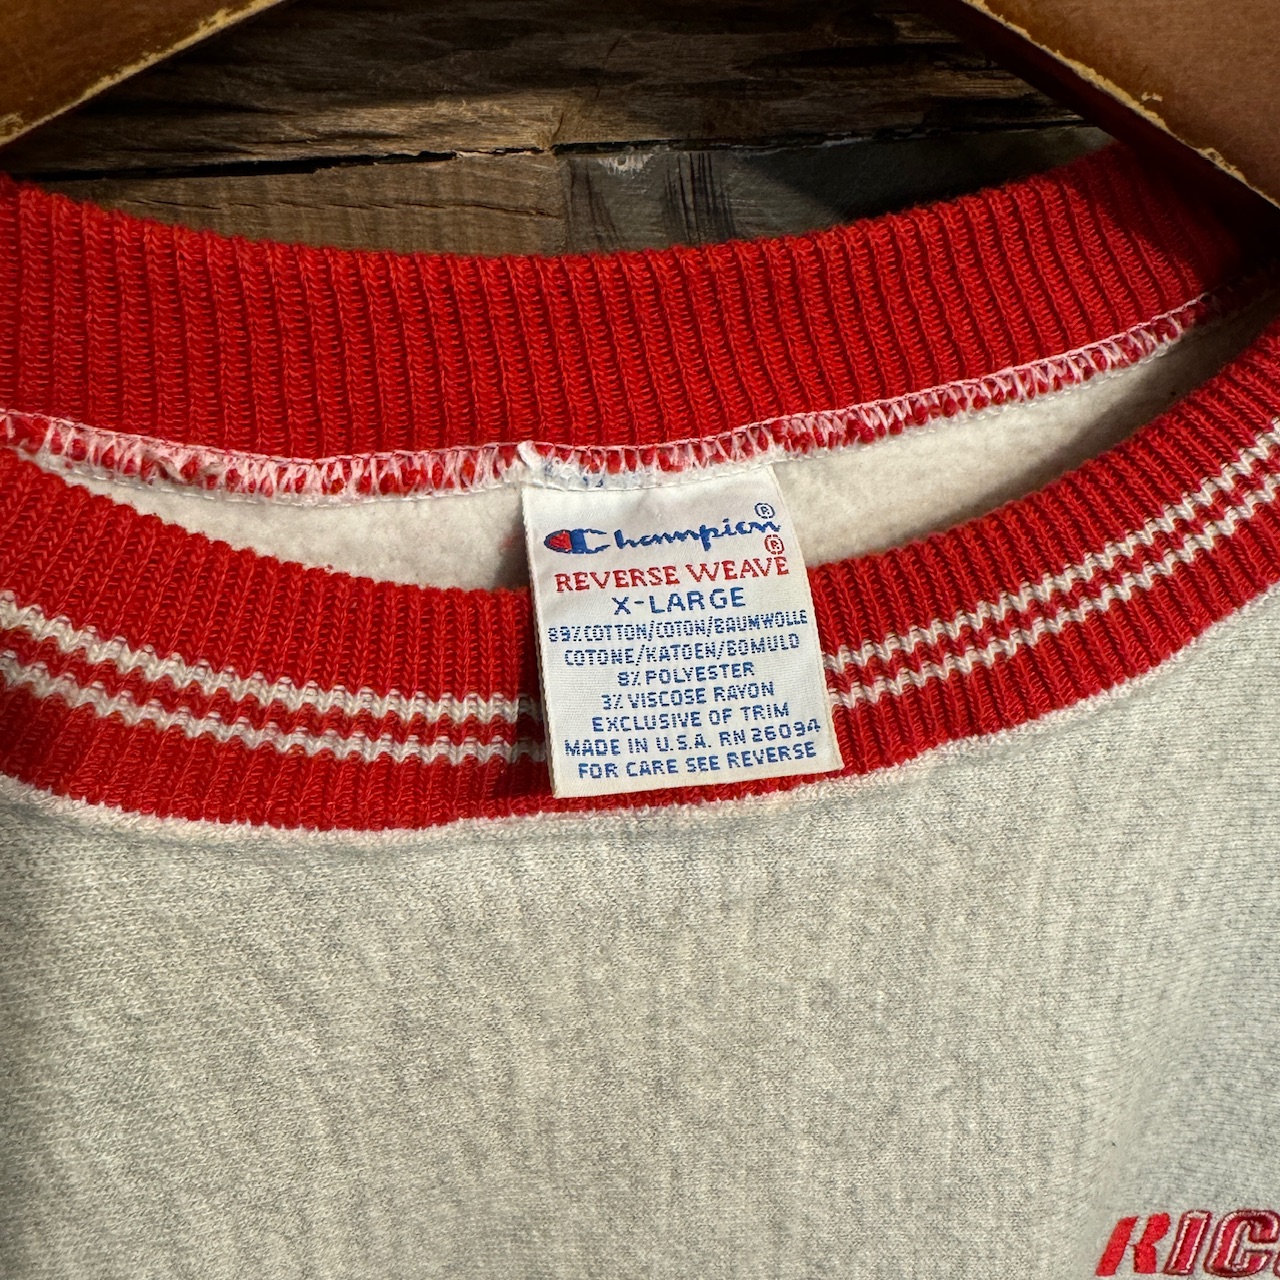 Champion®
REVERSE WEAVE®
X-LARGE
89% COTTON/COTON/BAUMWOLLE
COTONE/KATOEN/BOMULD
8% POLYESTER
3% VISCOSE RAYON
EXCLUSIVE OF TRIM
MADE IN U.S.A. RN 26094
FOR CARE SEE REVERSE
RIC